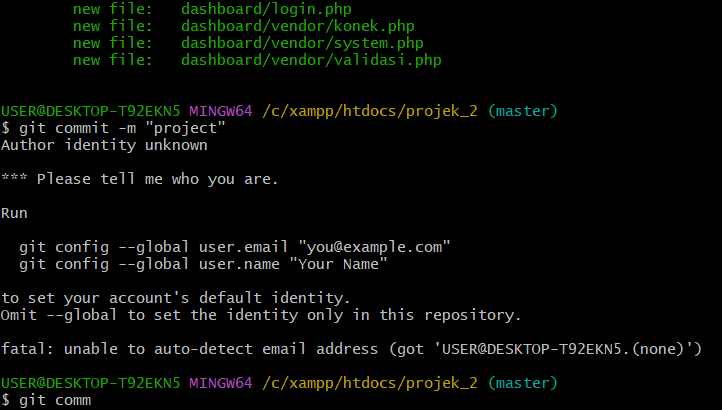 new file:   dashboard/login.php
new file:   dashboard/vendor/konek.php
new file:   dashboard/vendor/system.php
new file:   dashboard/vendor/validasi.php
USER@DESKTOP-T92EKN5 MINGW64 /c/xampp/htdocs/projek_2 (master)
$ git commit -m "project"
Author identity unknown
*** Please tell me who you are.
Run
git config --global user.email "you@example.com"
git config --global user.name "Your Name"
to set your account's default identity.
Omit --global to set the identity only in this repository.
fatal: unable to auto-detect email address (got 'USER@DESKTOP-T92EKN5.(none)')
USER@DESKTOP-T92EKN5 MINGW64 /c/xampp/htdocs/projek_2 (master)
$ git comm